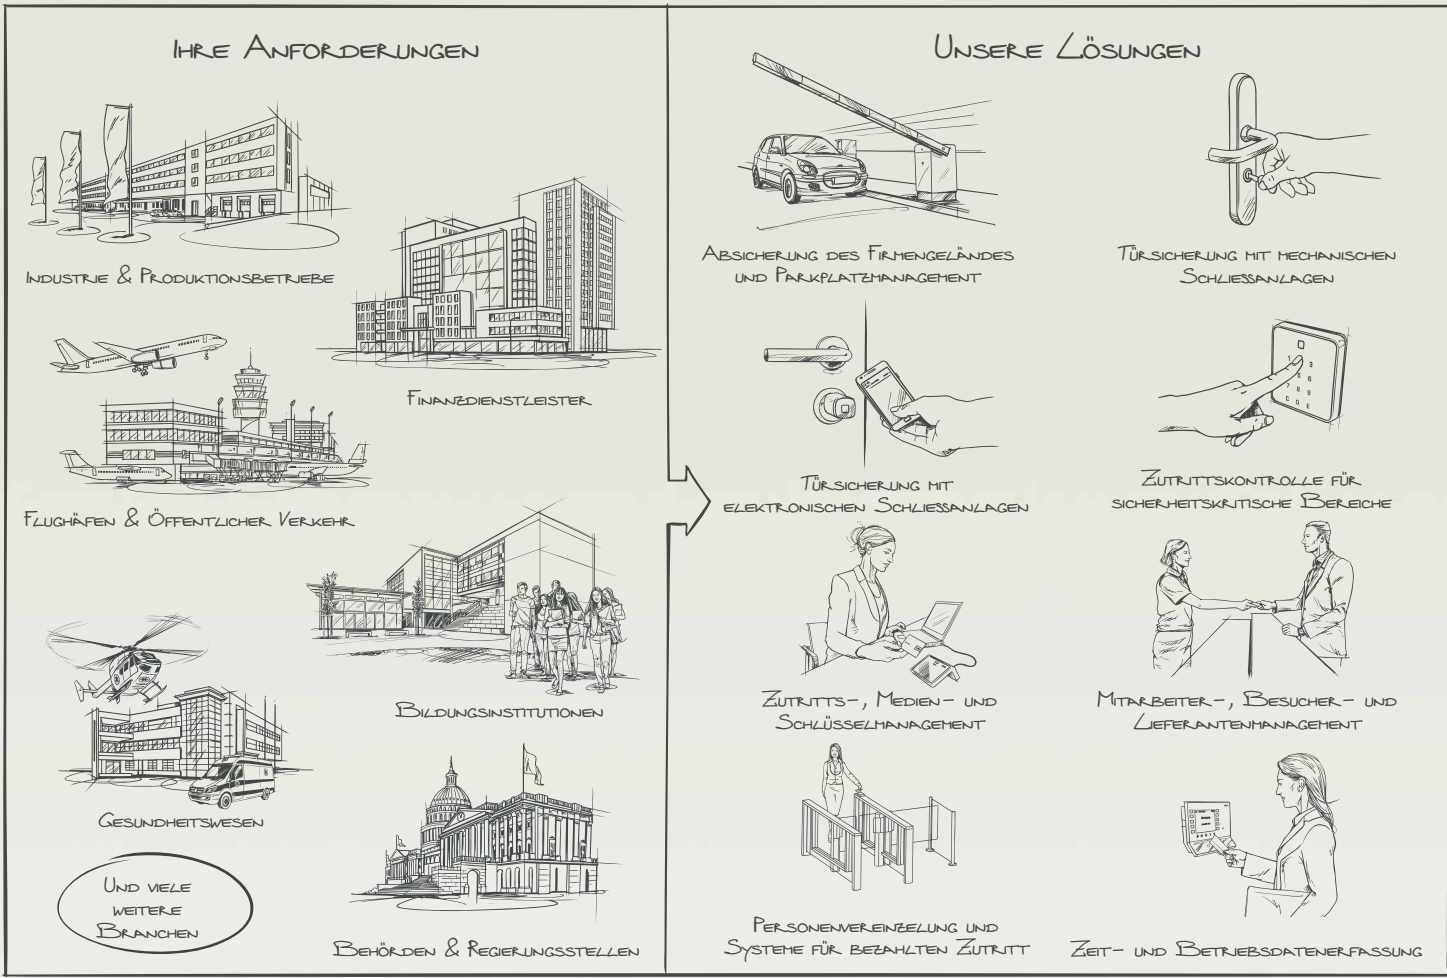 Ihre Anforderungen
Industrie & Produktionsbetriebe
Finanzdienstleister
Flughäfen & Öffentlicher Verkehr
Bildungsinstitutionen
Gesundheitswesen
Und viele
weitere
Branchen
Behörden & Regierungsstellen
Unsere Lösungen
Absicherung des Firmengeländes
und Parkplatzmanagement
Türsicherung mit mechanischen
Schliessanlagen
Türsicherung mit
elektronischen Schliessanlagen
Zutrittskontrolle für
sicherheitskritische Bereiche
Zutritts-, Medien- und
Schlüsselmanagement
Mitarbeiter-, Besucher- und
Lieferantenmanagement
Personenvereinzelung und
Systeme für bezahlten Zutritt
Zeit- und Betriebsdatenerfassung